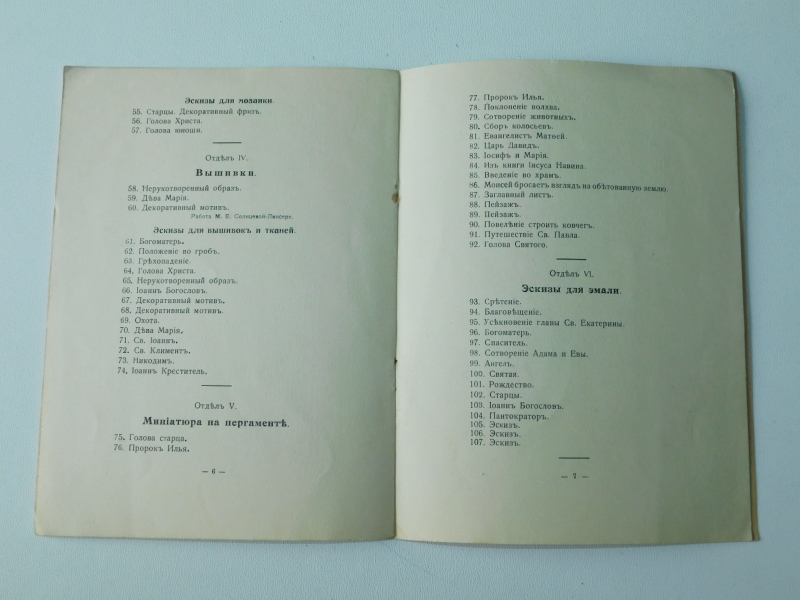 Эскизы для мозаики.
55. Старцы. Декоративный фризъ.
56. Голова Христа.
57. Голова юноши.
Отдѣлъ IV.
Вышивки.
58. Нерукотворенный образъ.
59. Дѣва Марія.
60. Декоративный мотивъ.
Работа М. Е. Солнцевой-Линсеръ.
Эскизы для вышивокъ и тканей.
61. Богоматерь.
62. Положеніе во гробъ.
63. Грѣхопаденіе.
64. Голова Христа.
65. Нерукотворенный образъ.
66. Іоаннъ Богословъ.
67. Декоративный мотивъ.
68. Декоративный мотивъ.
69. Охота.
70. Дѣва Марія.
71. Св. Іоаннъ.
72. Св. Климентъ.
73. Никодимъ.
74. Іоаннъ Креститель.
Отдѣлъ V.
Миніатюра на пергаментѣ.
75. Голова старца.
76. Пророкъ Илья.
— 6 —
77. Пророкъ Илья.
78. Поклоненіе волхва.
79. Сотвореніе животныхъ.
80. Сборъ колосьевъ.
81. Евангелистъ Матѳей.
82. Царь Давидъ.
83. Іосифъ и Марія.
84. Изъ книги Іисуса Навина.
85. Введеніе во храмъ.
86. Моисей бросаетъ взглядъ на обѣтованную землю.
87. Заглавный листъ.
88. Пейзажъ.
89. Пейзажъ.
90. Повелѣніе строить ковчегъ.
91. Путешествіе Св. Павла.
92. Голова Святого.
Отдѣлъ VI.
Эскизы для эмали.
93. Срѣтеніе.
94. Благовѣщеніе.
95. Усѣкновеніе главы Св. Екатерины.
96. Богоматерь.
97. Спаситель.
98. Сотвореніе Адама и Евы.
99. Ангелъ.
100. Святая.
101. Рождество.
102. Старцы.
103. Іоаннъ Богословъ.
104. Пантократоръ.
105. Эскизъ.
106. Эскизъ.
107. Эскизъ.
— 7 —